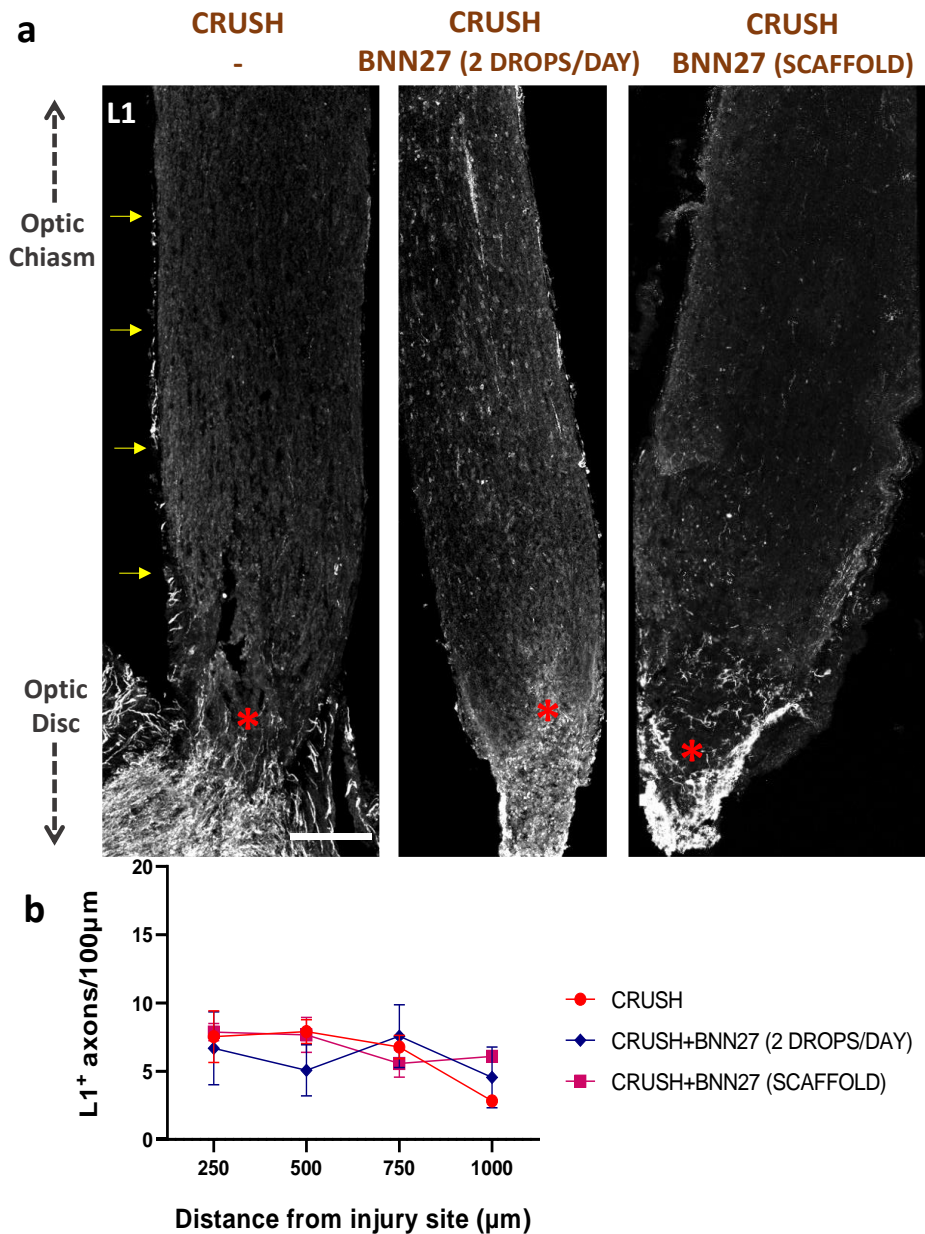 a
CRUSH
-
CRUSH
BNN27 (2 DROPS/DAY)
CRUSH
BNN27 (SCAFFOLD)
L1
Optic
Chiasm
Optic
Disc
*
*
*
b
L1⁺ axons/100μm
20
15
10
5
0
250 500 750 1000
Distance from injury site (μm)
CRUSH
CRUSH+BNN27 (2 DROPS/DAY)
CRUSH+BNN27 (SCAFFOLD)